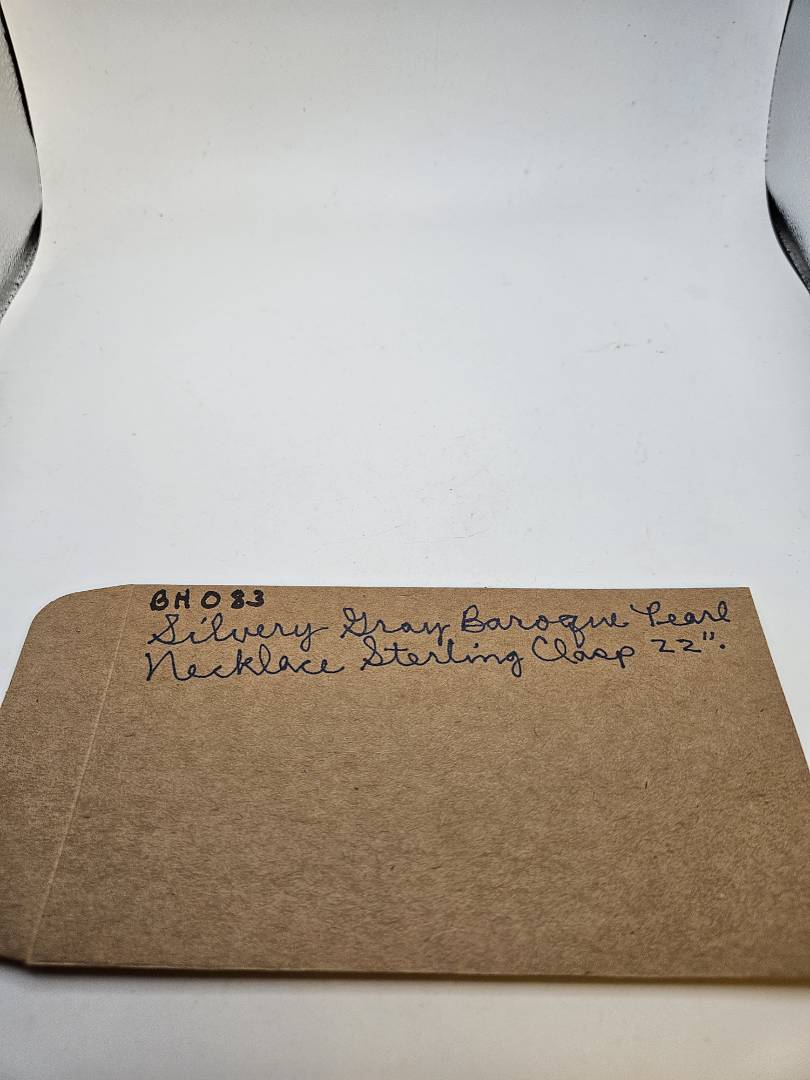 BH083
Silvery Gray Baroque Pearl
Necklace Sterling Clasp 22".